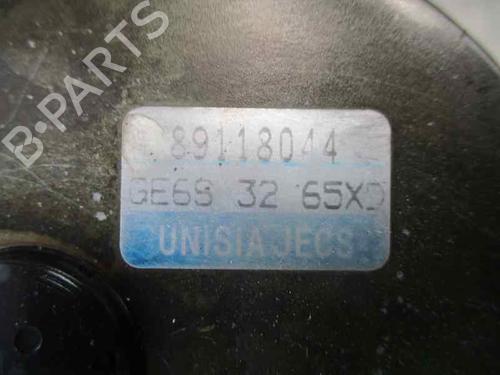 B-PARTS
89118044
GE6S 32 65XD
UNISIA JECS